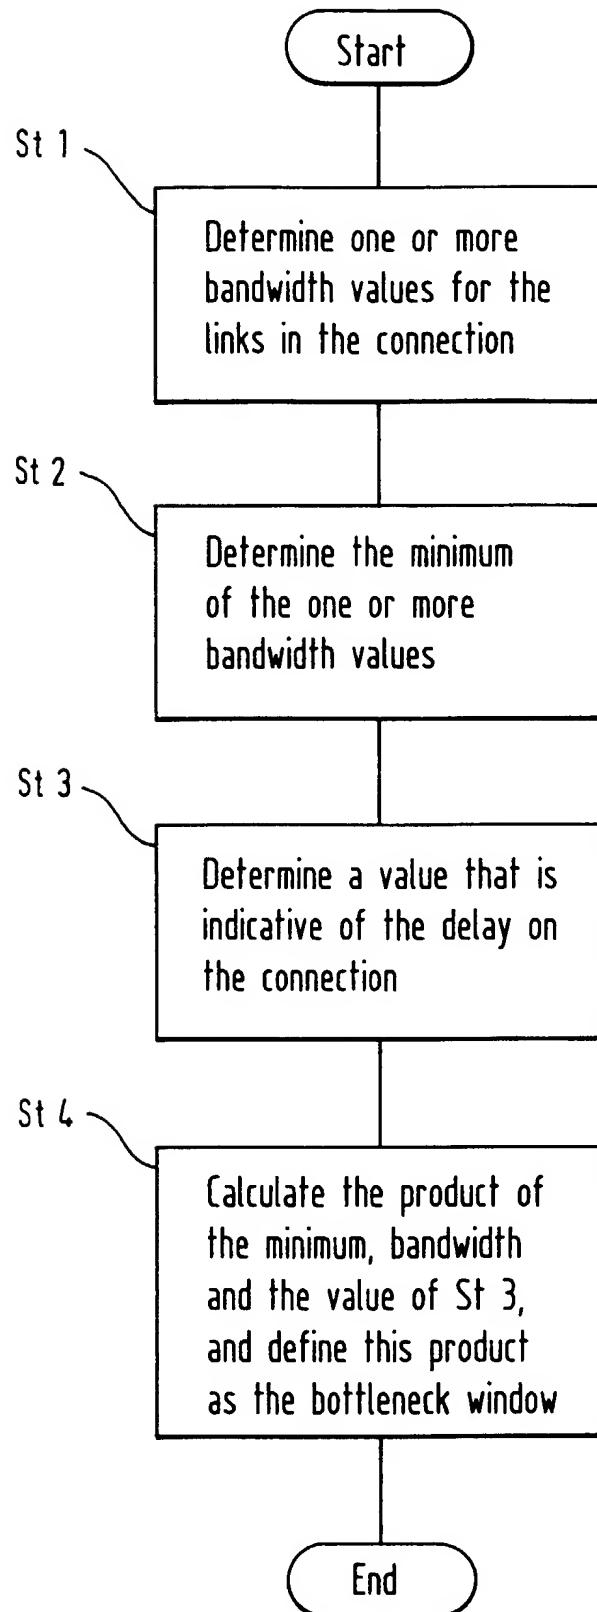 Start
St 1
Determine one or more
bandwidth values for the
links in the connection
St 2
Determine the minimum
of the one or more
bandwidth values
St 3
Determine a value that is
indicative of the delay on
the connection
St 4
Calculate the product of
the minimum, bandwidth
and the value of St 3,
and define this product
as the bottleneck window
End